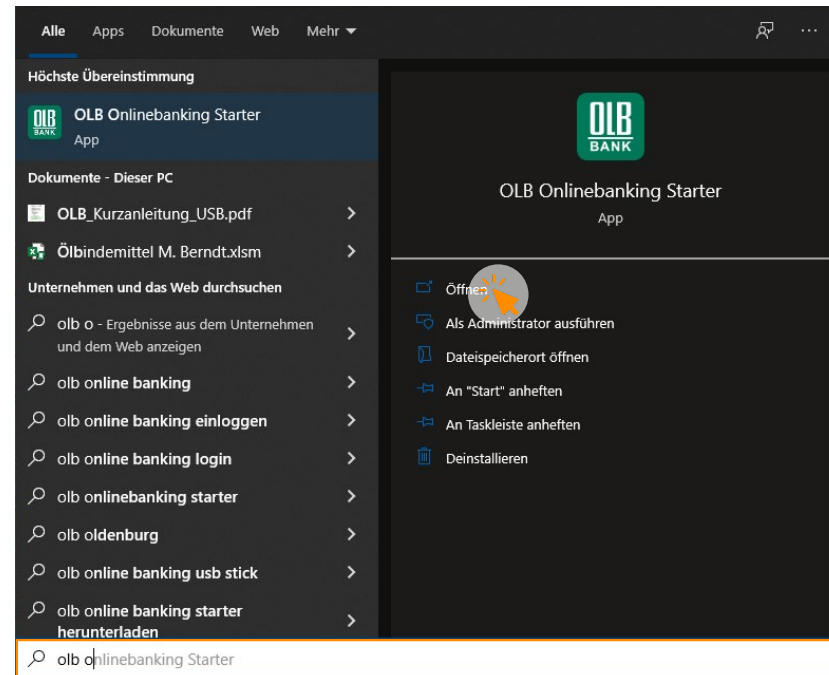 Alle Apps Dokumente Web Mehr
Höchste Übereinstimmung
OLB
BANK
OLB Onlinebanking Starter
App
Dokumente - Dieser PC
OLB_Kurzanleitung_USB.pdf
Ölbindemittel M. Berndt.xlsm
Unternehmen und das Web durchsuchen
olb o - Ergebnisse aus dem Unternehmen
und dem Web anzeigen
olb online banking
olb online banking einloggen
olb online banking login
olb onlinebanking starter
olb oldenburg
olb online banking usb stick
olb online banking starter
herunterladen
olb onlinebanking Starter
OLB
BANK
OLB Onlinebanking Starter
App
Öffnen
Als Administrator ausführen
Dateispeicherort öffnen
An "Start" anheften
An Taskleiste anheften
Deinstallieren